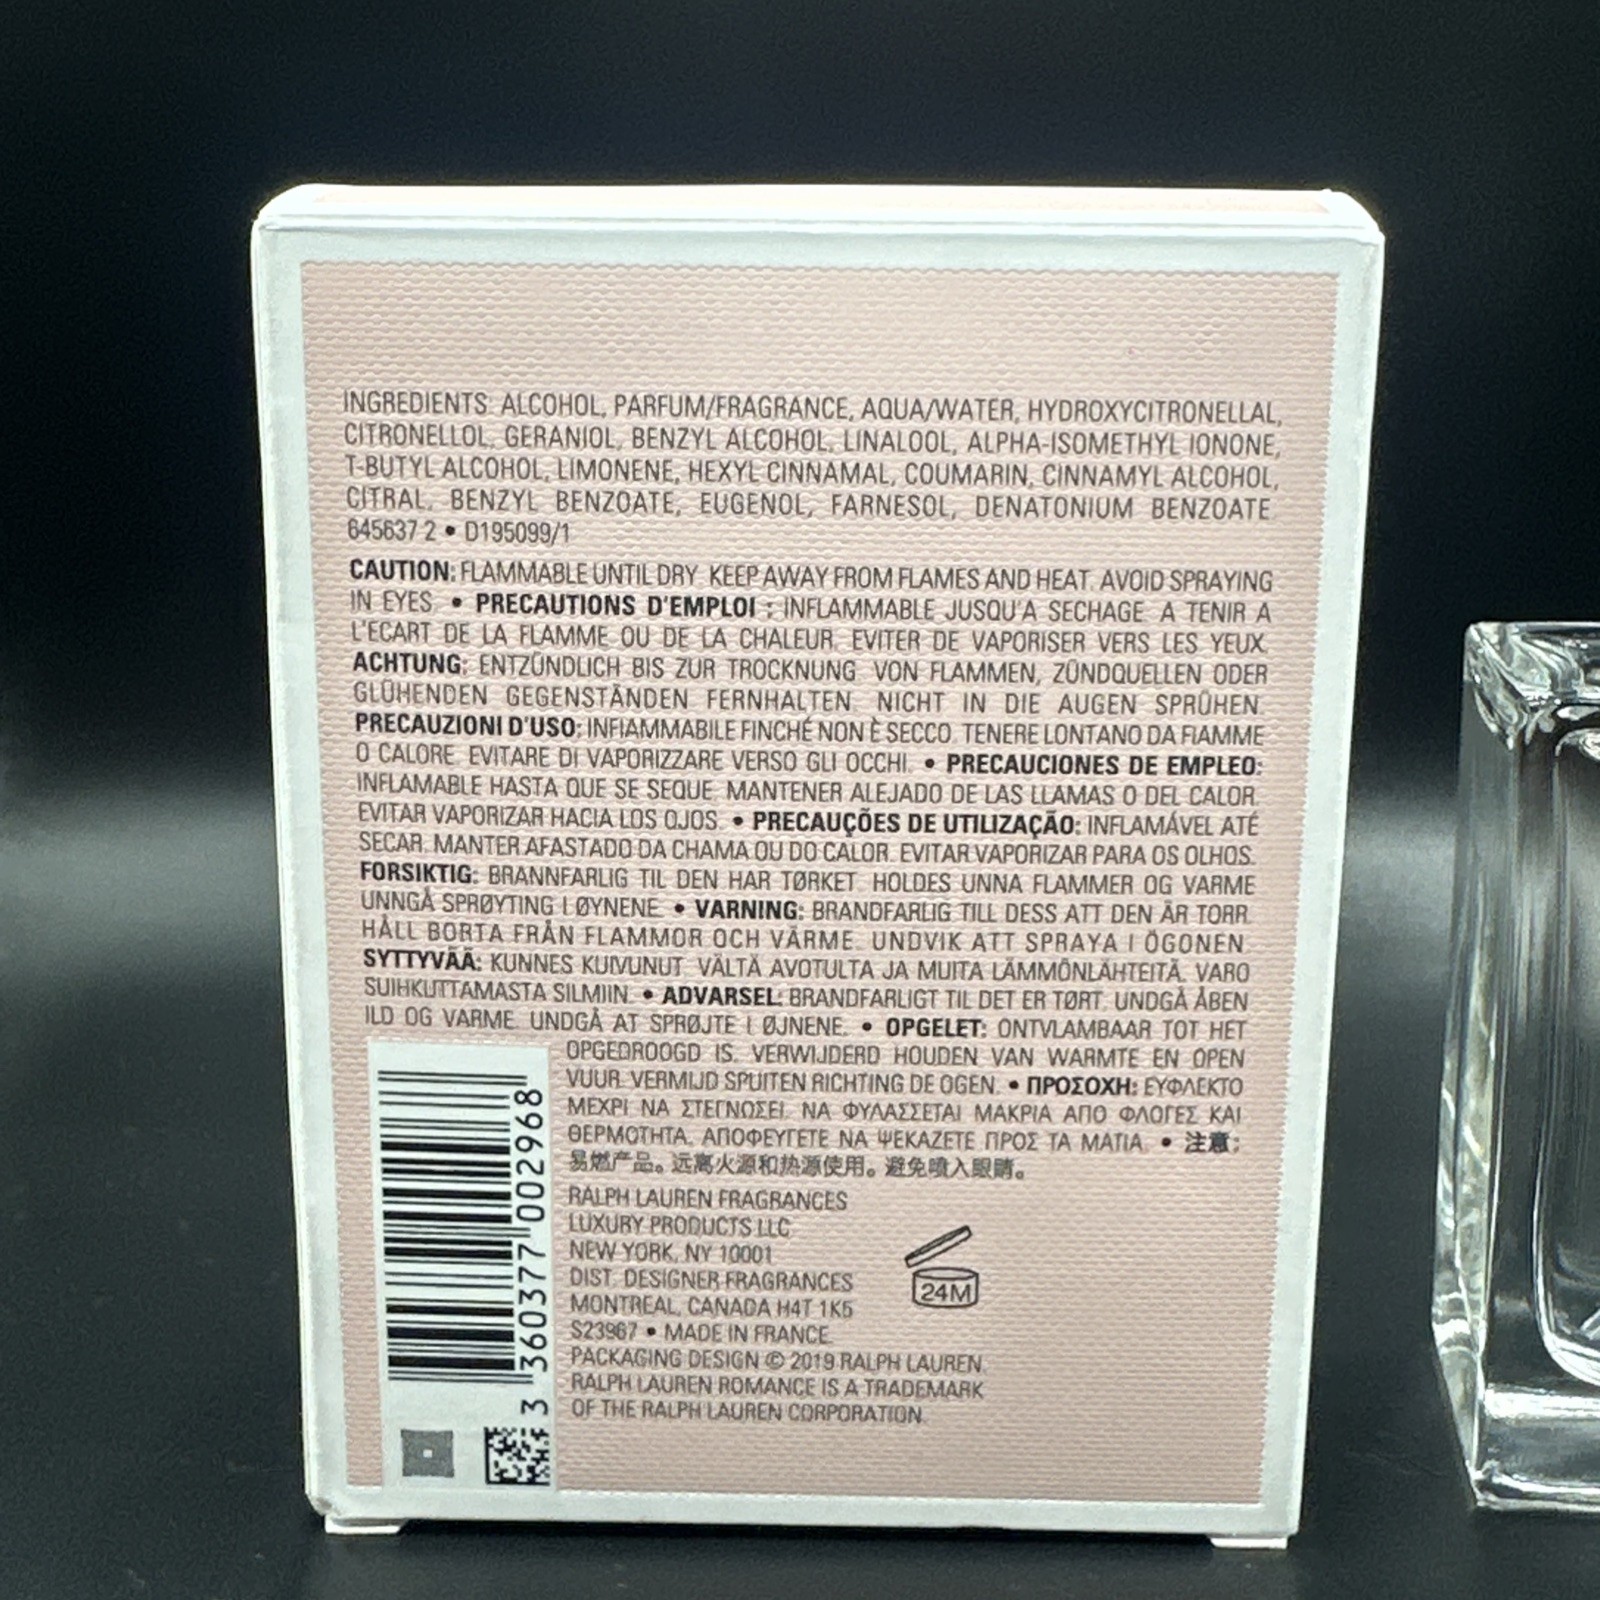 INGREDIENTS: ALCOHOL, PARFUM/FRAGRANCE, AQUA/WATER, HYDROXYCITRONELLAL,
CITRONELLOL, GERANIOL, BENZYL ALCOHOL, LINALOOL, ALPHA-ISOMETHYL IONONE,
T-BUTYL ALCOHOL, LIMONENE, HEXYL CINNAMAL, COUMARIN, CINNAMYL ALCOHOL,
CITRAL, BENZYL BENZOATE, EUGENOL, FARNESOL, DENATONIUM BENZOATE.
645637 2 • D195099/1
CAUTION: FLAMMABLE UNTIL DRY. KEEP AWAY FROM FLAMES AND HEAT. AVOID SPRAYING
IN EYES. • PRECAUTIONS D'EMPLOI : INFLAMMABLE JUSQU'A SECHAGE. A TENIR A
L'ECART DE LA FLAMME OU DE LA CHALEUR. EVITER DE VAPORISER VERS LES YEUX.
ACHTUNG: ENTZÜNDLICH BIS ZUR TROCKNUNG. VON FLAMMEN, ZÜNDQUELLEN ODER
GLÜHENDEN GEGENSTÄNDEN FERNHALTEN. NICHT IN DIE AUGEN SPRÜHEN.
PRECAUZIONI D'USO: INFIAMMABILE FINCHÉ NON È SECCO. TENERE LONTANO DA FIAMME
O CALORE. EVITARE DI VAPORIZZARE VERSO GLI OCCHI. • PRECAUCIONES DE EMPLEO:
INFLAMABLE HASTA QUE SE SEQUE. MANTENER ALEJADO DE LAS LLAMAS O DEL CALOR.
EVITAR VAPORIZAR HACIA LOS OJOS. • PRECAUÇÕES DE UTILIZAÇÃO: INFLAMÁVEL ATÉ
SECAR. MANTER AFASTADO DA CHAMA OU DO CALOR. EVITAR VAPORIZAR PARA OS OLHOS.
FORSIKTIG: BRANNFARLIG TIL DEN HAR TØRKET. HOLDES UNNA FLAMMER OG VARME.
UNNGÅ SPRØYTING I ØYNENE. • VARNING: BRANDFARLIG TILL DESS ATT DEN ÄR TORR.
HÅLL BORTA FRÅN FLAMMOR OCH VÄRME. UNDVIK ATT SPRAYA I ÖGONEN.
SYTTYVÄÄ: KUNNES KUIVUNUT. VÄLTÄ AVOTULTA JA MUITA LÄMMÖNLÄHTEITÄ. VARO
SUIHKUTTAMASTA SILMIIN. • ADVARSEL: BRANDFARLIGT TIL DET ER TØRT. UNDGÅ ÅBEN
ILD OG VARME. UNDGÅ AT SPRØJTE I ØJNENE. • OPGELET: ONTVLAMBAAR TOT HET
OPGEDROOGD IS. VERWIJDERD HOUDEN VAN WARMTE EN OPEN
VUUR. VERMIJD SPUITEN RICHTING DE OGEN. • ΠΡΟΣΟΧΗ: ΕΥΦΛΕΚΤΟ
ΜΕΧΡΙ ΝΑ ΣΤΕΓΝΩΣΕΙ. ΝΑ ΦΥΛΑΣΣΕΤΑΙ ΜΑΚΡΙΑ ΑΠΟ ΦΛΟΓΕΣ ΚΑΙ
ΘΕΡΜΟΤΗΤΑ. ΑΠΟΦΕΥΓΕΤΕ ΝΑ ΨΕΚΑΖΕΤΕ ΠΡΟΣ ΤΑ ΜΑΤΙΑ. • 注意:
易燃产品。远离火源和热源使用。避免喷入眼睛。
RALPH LAUREN FRAGRANCES
LUXURY PRODUCTS LLC
NEW YORK, NY 10001
DIST. DESIGNER FRAGRANCES
MONTREAL, CANADA H4T 1K5
S23967 • MADE IN FRANCE.
PACKAGING DESIGN © 2019 RALPH LAUREN.
RALPH LAUREN ROMANCE IS A TRADEMARK
OF THE RALPH LAUREN CORPORATION.
24M
3 360377 002968